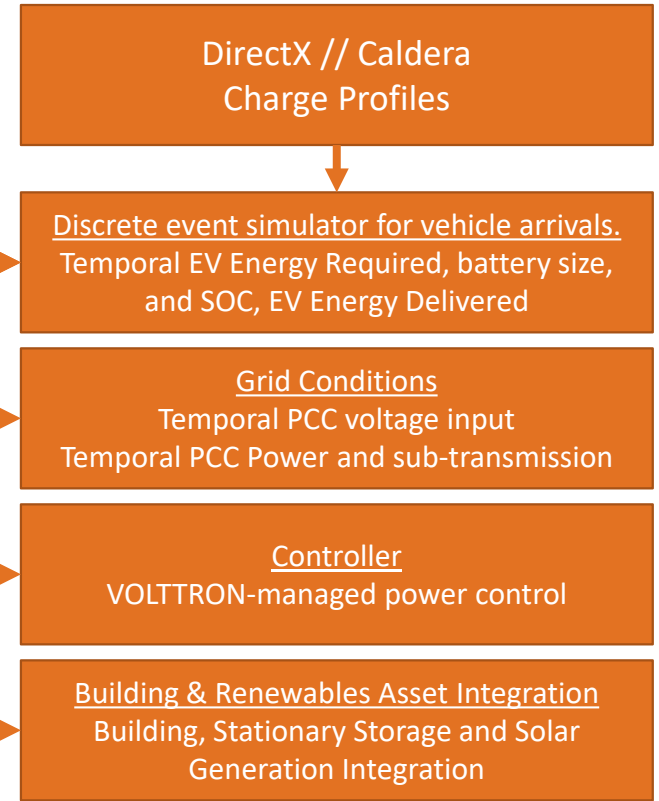 DirectX // Caldera
Charge Profiles
Discrete event simulator for vehicle arrivals.
Temporal EV Energy Required, battery size,
and SOC, EV Energy Delivered
Grid Conditions
Temporal PCC voltage input
Temporal PCC Power and sub-transmission
Controller
VOLTTRON-managed power control
Building & Renewables Asset Integration
Building, Stationary Storage and Solar
Generation Integration